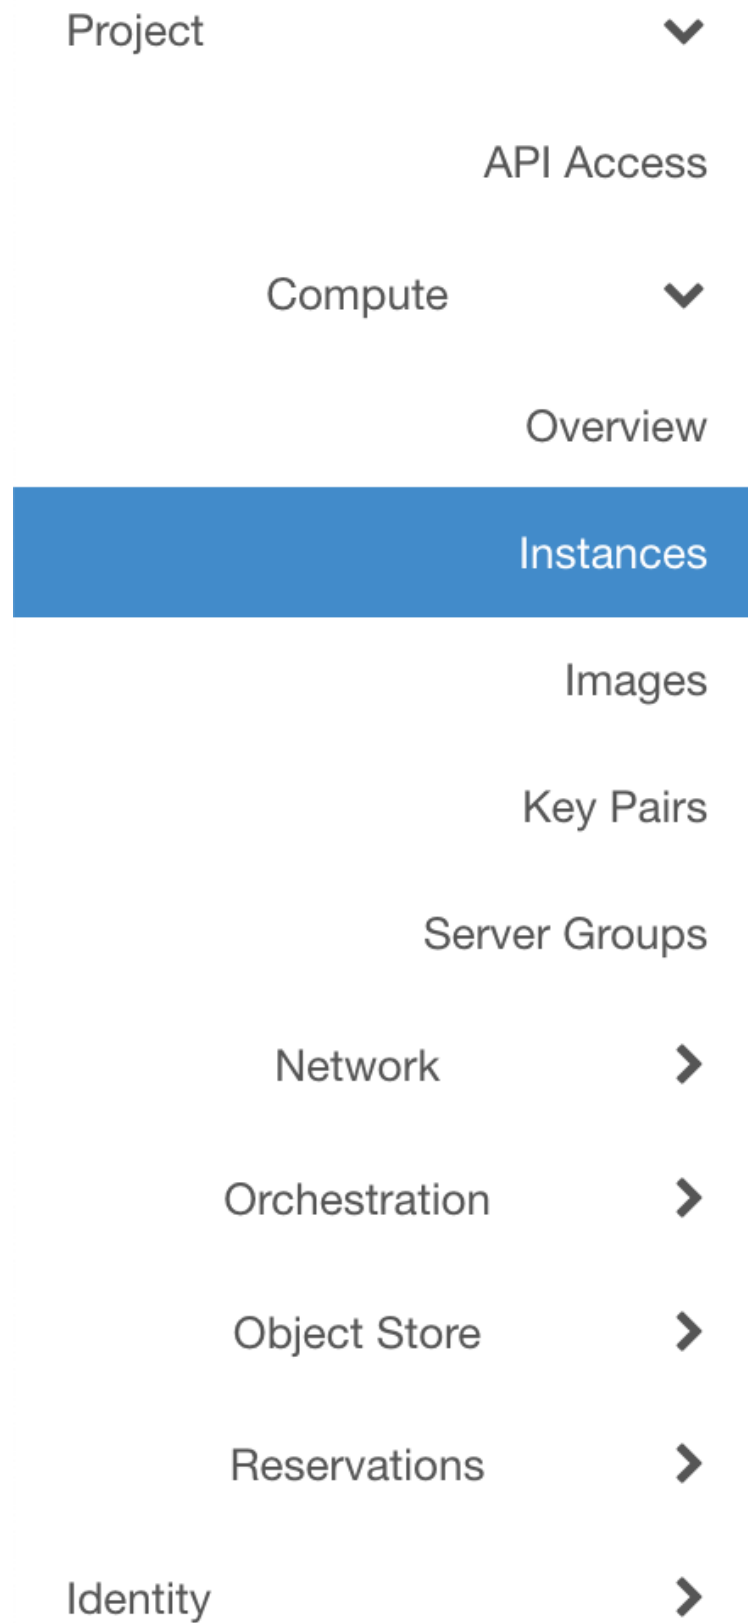 Project
API Access
Compute
Overview
Instances
Images
Key Pairs
Server Groups
Network
Orchestration
Object Store
Reservations
Identity